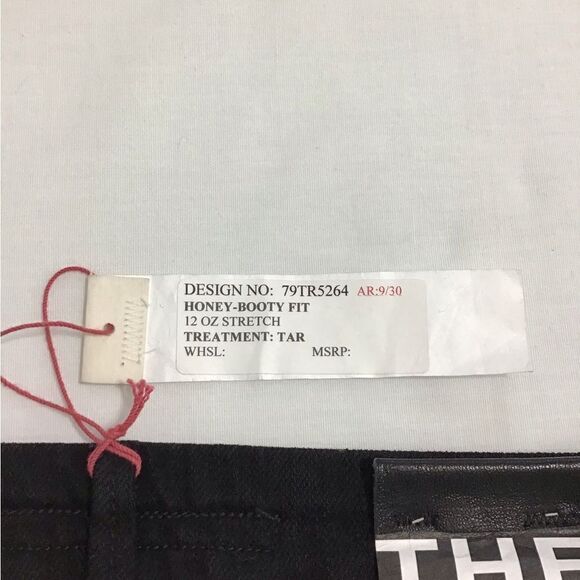 DESIGN NO: 79TR5264 AR:9/30
HONEY-BOOTY FIT
12 OZ STRETCH
TREATMENT: TAR
WHSL: MSRP:
THE